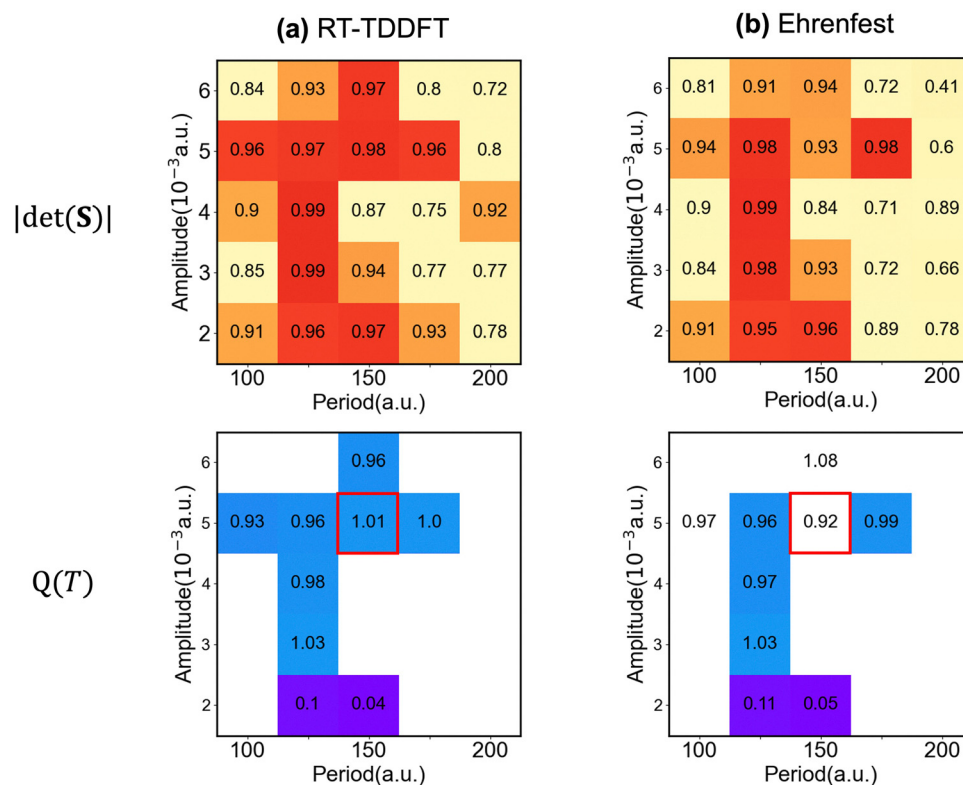 (a) RT-TDDFT
(b) Ehrenfest
|det(S)|
Amplitude(10⁻³a.u.)
6 0.84 0.93 0.97 0.8 0.72
5 0.96 0.97 0.98 0.96 0.8
4 0.9 0.99 0.87 0.75 0.92
3 0.85 0.99 0.94 0.77 0.77
2 0.91 0.96 0.97 0.93 0.78
100 150 200
Period(a.u.)
Amplitude(10⁻³a.u.)
6 0.81 0.91 0.94 0.72 0.41
5 0.94 0.98 0.93 0.98 0.6
4 0.9 0.99 0.84 0.71 0.89
3 0.84 0.98 0.93 0.72 0.66
2 0.91 0.95 0.96 0.89 0.78
100 150 200
Period(a.u.)
Q(T)
Amplitude(10⁻³a.u.)
6 0.96
5 0.93 0.96 1.01 1.0
4 0.98
3 1.03
2 0.1 0.04
100 150 200
Period(a.u.)
Amplitude(10⁻³a.u.)
6 1.08
5 0.97 0.96 0.92 0.99
4 0.97
3 1.03
2 0.11 0.05
100 150 200
Period(a.u.)